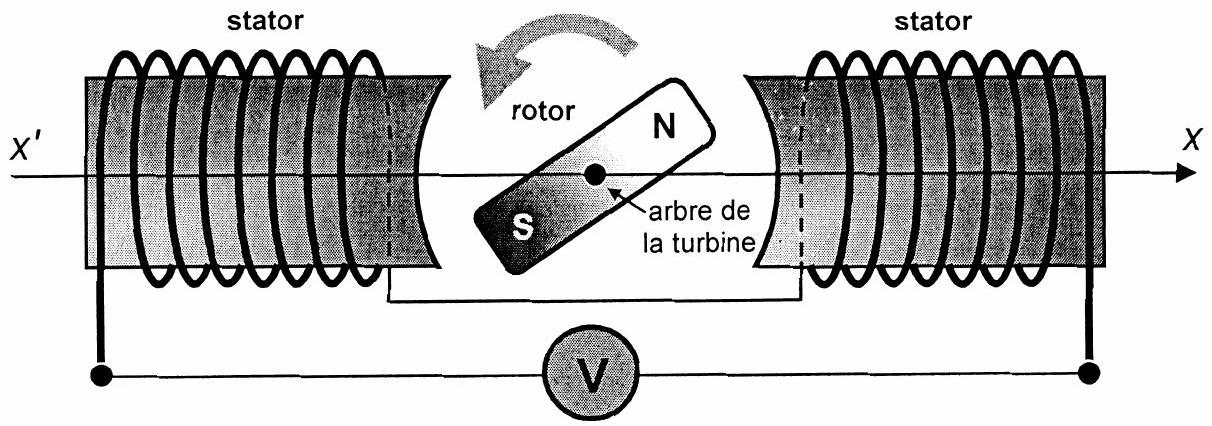 stator
stator
rotor
N
X'
X
S
arbre de
la turbine
V